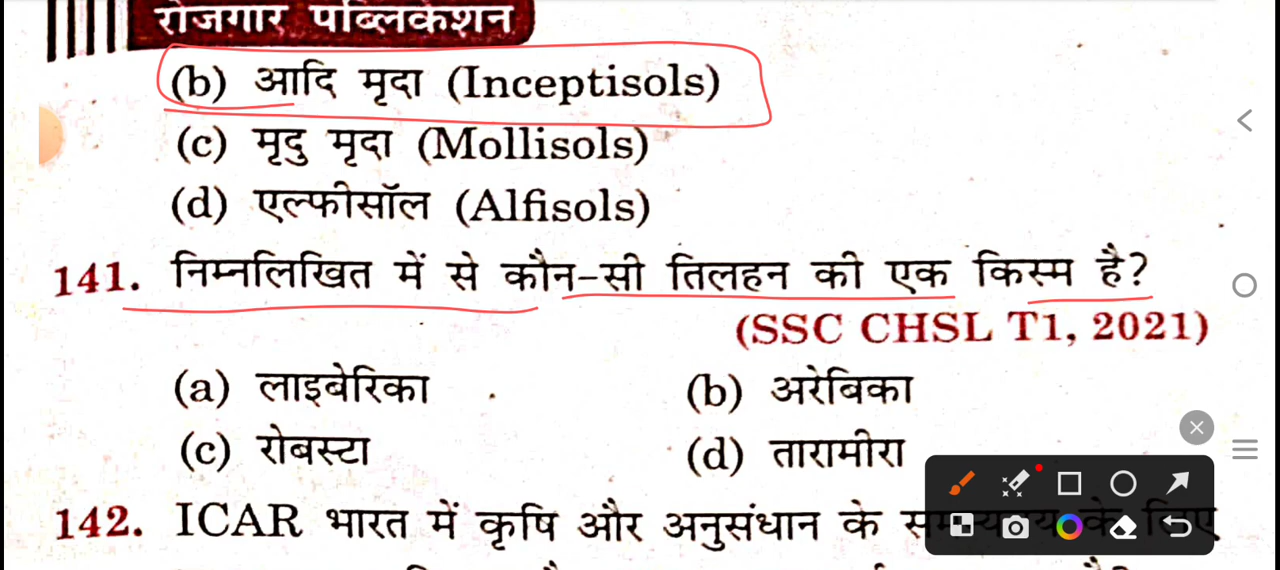 रोजगार पब्लिकेशन
(b) आदि मृदा (Inceptisols)
(c) मृदु मृदा (Mollisols)
(d) एल्फीसॉल (Alfisols)
141. निम्नलिखित में से कौन-सी तिलहन की एक किस्म है?
(SSC CHSL T1, 2021)
(a) लाइबेरिका (b) अरेबिका
(c) रोबस्टा (d) तारामीरा
142. ICAR भारत में कृषि और अनुसंधान के के लिए